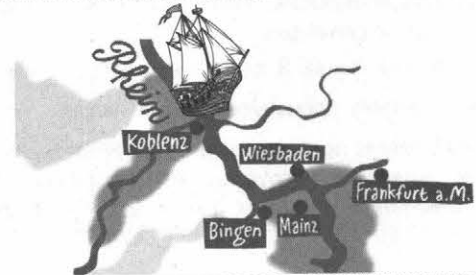 Rhein
Koblenz
Wiesbaden
Frankfurt a.M.
Bingen
Mainz